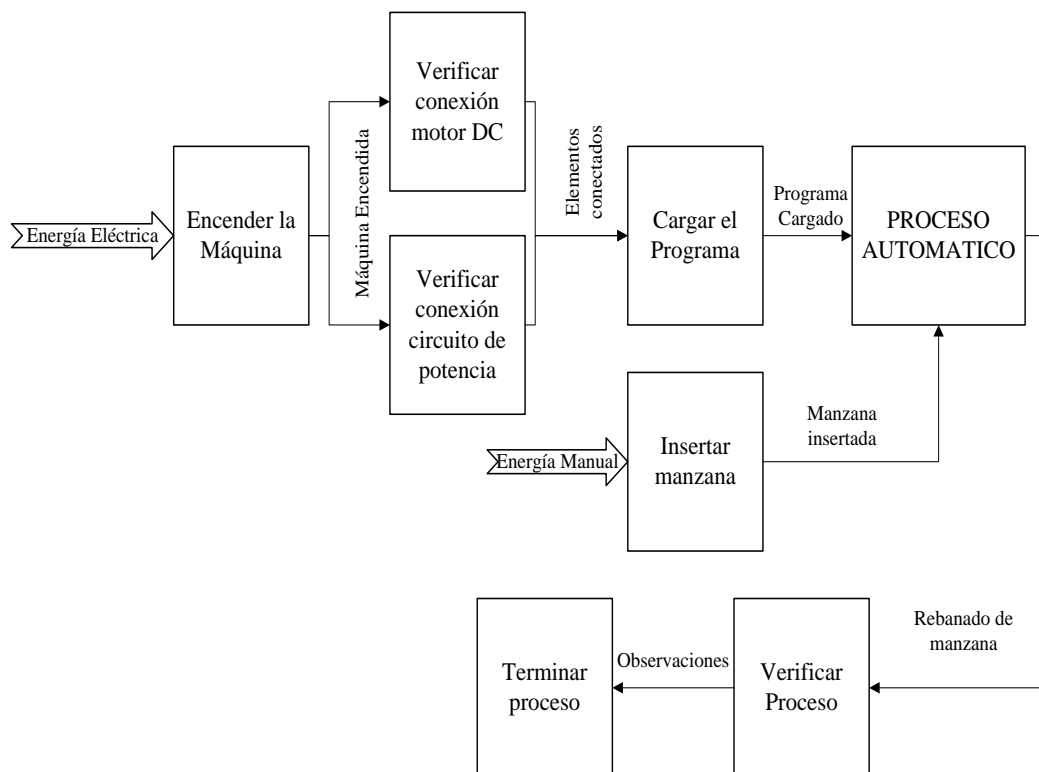 Verificar
conexión
motor DC
Energía Eléctrica
Encender la
Máquina
Máquina Encendida
Verificar
conexión
circuito de
potencia
Elementos
conectados
Cargar el
Programa
Programa
Cargado
PROCESO
AUTOMATICO
Energía Manual
Insertar
manzana
Manzana
insertada
Rebanado de
manzana
Verificar
Proceso
Observaciones
Terminar
proceso